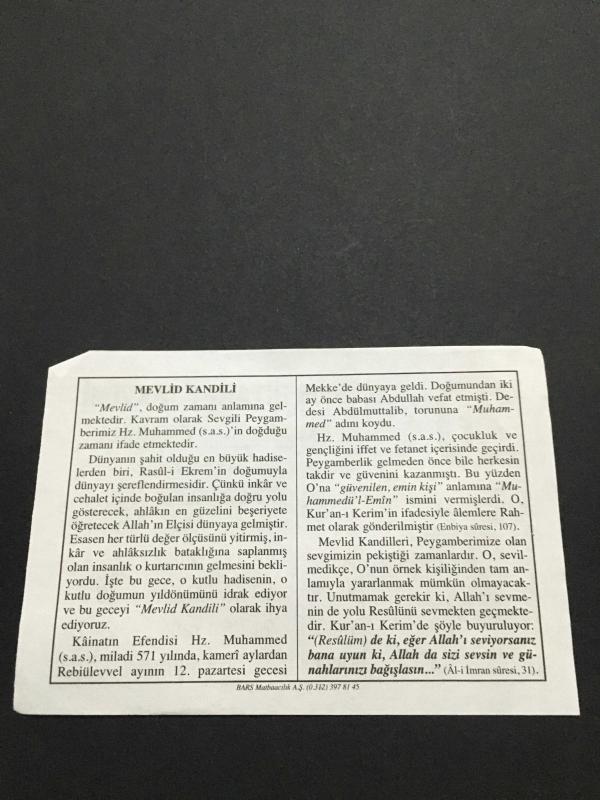 MEVLİD KANDİLİ
"Mevlid", doğum zamanı anlamına gel-
mektedir. Kavram olarak Sevgili Peygam-
berimiz Hz. Muhammed (s.a.s.)'in doğduğu
zamanı ifade etmektedir.
Dünyanın şahit olduğu en büyük hadise-
lerden biri, Rasûl-i Ekrem'in doğumuyla
dünyayı şereflendirmesidir. Çünkü inkâr ve
cehalet içinde boğulan insanlığa doğru yolu
gösterecek, ahlâkın en güzelini beşeriyete
öğretecek Allah'ın Elçisi dünyaya gelmiştir.
Esasen her türlü değer ölçüsünü yitirmiş, in-
kâr ve ahlâksızlık bataklığına saplanmış
olan insanlık o kurtarıcının gelmesini bekli-
yordu. İşte bu gece, o kutlu hadisenin, o
kutlu doğumun yıldönümünü idrak ediyor
ve bu geceyi "Mevlid Kandili" olarak ihya
ediyoruz.
Kâinatın Efendisi Hz. Muhammed
(s.a.s.), miladi 571 yılında, kamerî aylardan
Rebiülevvel ayının 12. pazartesi gecesi
Mekke'de dünyaya geldi. Doğumundan iki
ay önce babası Abdullah vefat etmişti. De-
desi Abdülmuttalib, torununa "Muham-
med" adını koydu.
Hz. Muhammed (s.a.s.), çocukluk ve
gençliğini iffet ve fetanet içerisinde geçirdi.
Peygamberlik gelmeden önce bile herkesin
takdir ve güvenini kazanmıştı. Bu yüzden
O'na "güvenilen, emin kişi" anlamına "Mu-
hammedü'l-Emîn" ismini vermişlerdi. O,
Kur'an-ı Kerim'in ifadesiyle âlemlere Rah-
met olarak gönderilmiştir (Enbiya sûresi, 107).
Mevlid Kandilleri, Peygamberimize olan
sevgimizin pekiştiği zamanlardır. O, sevil-
medikçe, O'nun örnek kişiliğinden tam an-
lamıyla yararlanmak mümkün olmayacak-
tır. Unutmamak gerekir ki, Allah'ı sevme-
nin de yolu Resûlünü sevmekten geçmekte-
dir. Kur'an-ı Kerim'de şöyle buyuruluyor:
"(Resûlüm) de ki, eğer Allah'ı seviyorsanız
bana uyun ki, Allah da sizi sevsin ve gü-
nahlarınızı bağışlasın..." (Âl-i İmran sûresi, 31).
BARS Matbaacılık A.Ş. (0.312) 397 81 45